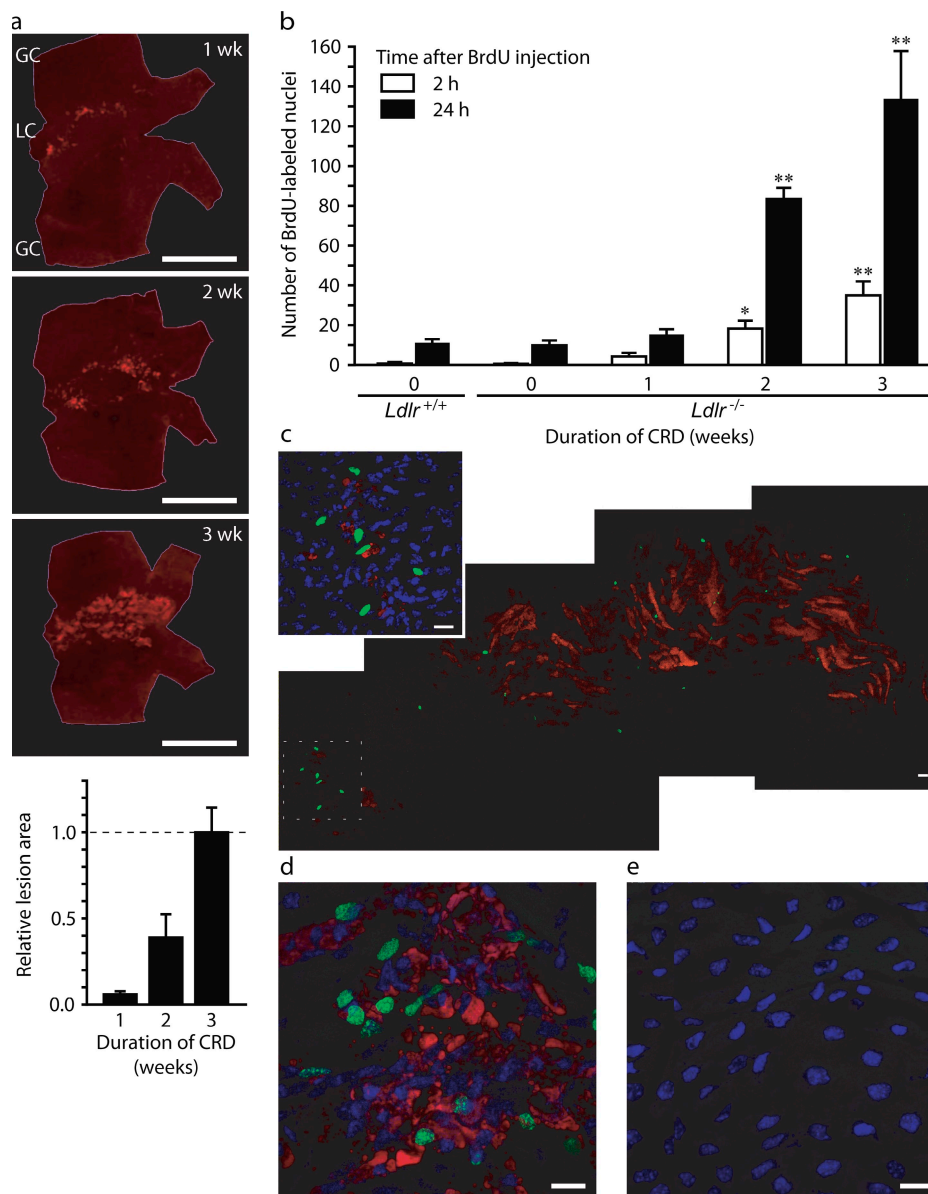 a
GC
1 wk
LC
GC
2 wk
3 wk
Relative lesion area
1.0
0.5
0.0
1 2 3
Duration of CRD
(weeks)
b
Number of BrdU-labeled nuclei
160
140
120
100
80
60
40
20
0
Time after BrdU injection
2 h
24 h
*
**
**
**
0 0 1 2 3
Ldlr +/+ Ldlr -/-
Duration of CRD (weeks)
c
d
e